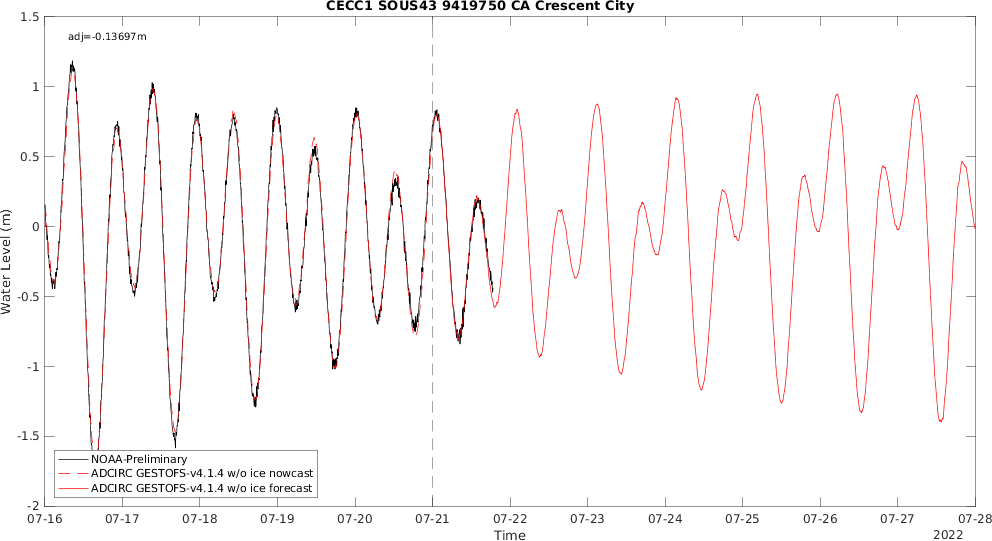 CECC1 SOUS43 9419750 CA Crescent City
adj=-0.13697m
1.5
1
0.5
0
-0.5
-1
-1.5
-2
Water Level (m)
NOAA-Preliminary
ADCIRC GESTOFS-v4.1.4 w/o ice nowcast
ADCIRC GESTOFS-v4.1.4 w/o ice forecast
07-16 07-17 07-18 07-19 07-20 07-21 07-22 07-23 07-24 07-25 07-26 07-27 07-28
Time
2022